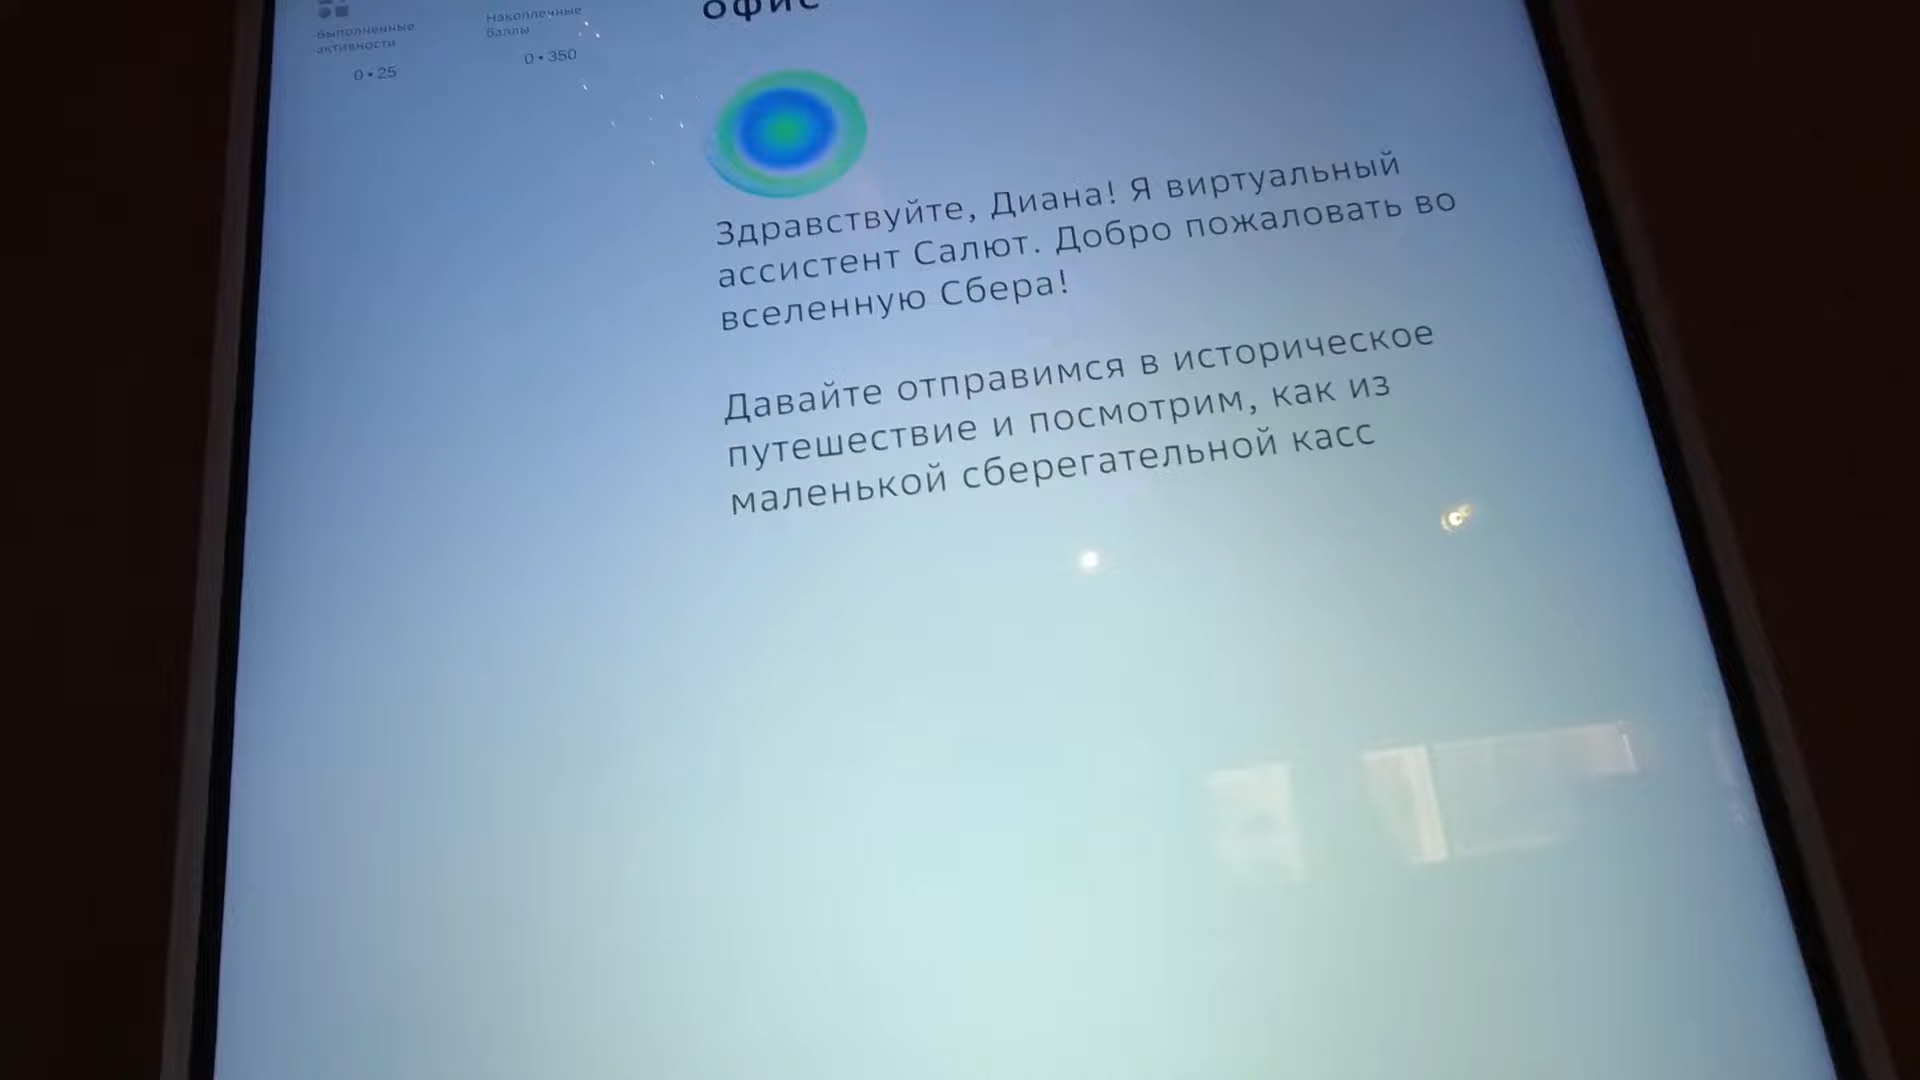 Выполненные
активности
0 • 25
Накопленные
баллы
0 • 350
офис
Здравствуйте, Диана! Я виртуальный
ассистент Салют. Добро пожаловать во
вселенную Сбера!
Давайте отправимся в историческое
путешествие и посмотрим, как из
маленькой сберегательной касс